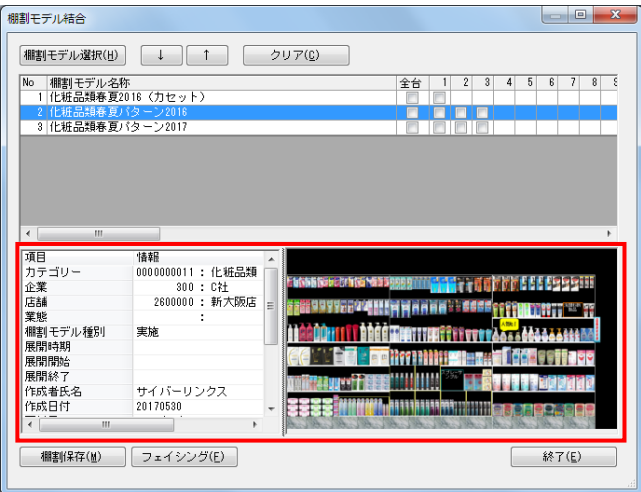 棚割モデル結合
棚割モデル選択(H) ↓ ↑ クリア(C)
No 棚割モデル名称 全台 1 2 3 4 5 6 7 8
1 化粧品類春夏2016（カセット）
2 化粧品類春夏パターン2016
3 化粧品類春夏パターン2017
項目 情報
カテゴリー 0000000011 : 化粧品類
企業 300 : C社
店舗 2600000 : 新大阪店
業態 :
棚割モデル種別 実施
展開時期
展開開始
展開終了
作成者氏名 サイバーリンクス
作成日付 20170530
棚割保存(M) フェイシング(F) 終了(E)